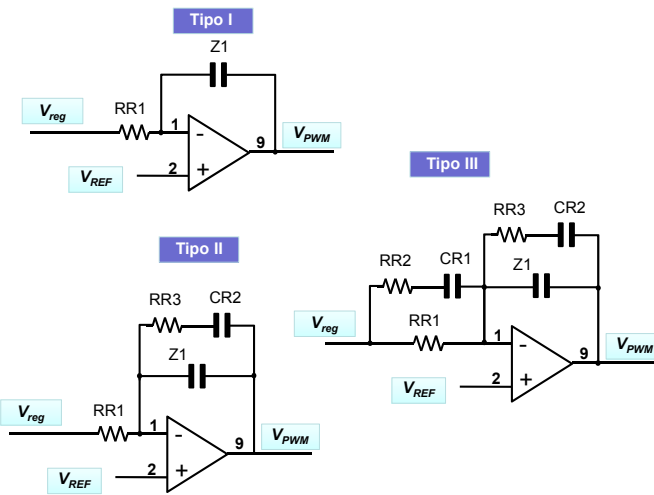 Tipo I
Z1
V_reg
RR1
1
-
9
V_PWM
V_REF
2
+
Tipo II
RR3
CR2
Z1
V_reg
RR1
1
-
9
V_PWM
V_REF
2
+
Tipo III
RR3
CR2
RR2
CR1
Z1
V_reg
RR1
1
-
9
V_PWM
V_REF
2
+